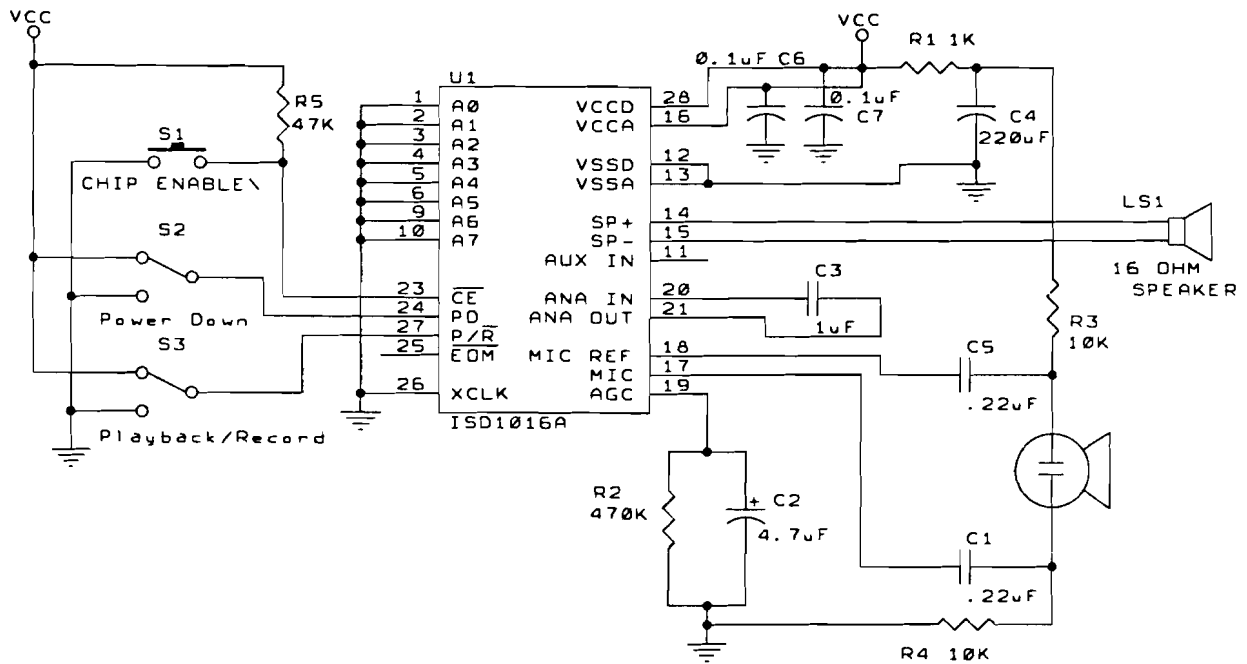 VCC
R5
47K
S1
CHIP ENABLE\
S2
Power Down
S3
Playback/Record
U1
1 A0
2 A1
3 A2
4 A3
5 A4
6 A5
9 A6
10 A7
23 CE
24 PD
27 P/R
25 EOM
26 XCLK
VCCD 28
VCCA 16
VSSD 12
VSSA 13
SP+ 14
SP- 15
AUX IN 11
ANA IN 20
ANA OUT 21
MIC REF 18
MIC 17
AGC 19
ISD1016A
VCC
0.1uF C6
0.1uF
C7
R1 1K
C4
220uF
LS1
16 OHM
SPEAKER
C3
1uF
R3
10K
C5
.22uF
R2
470K
+ C2
4.7uF
C1
.22uF
R4 10K